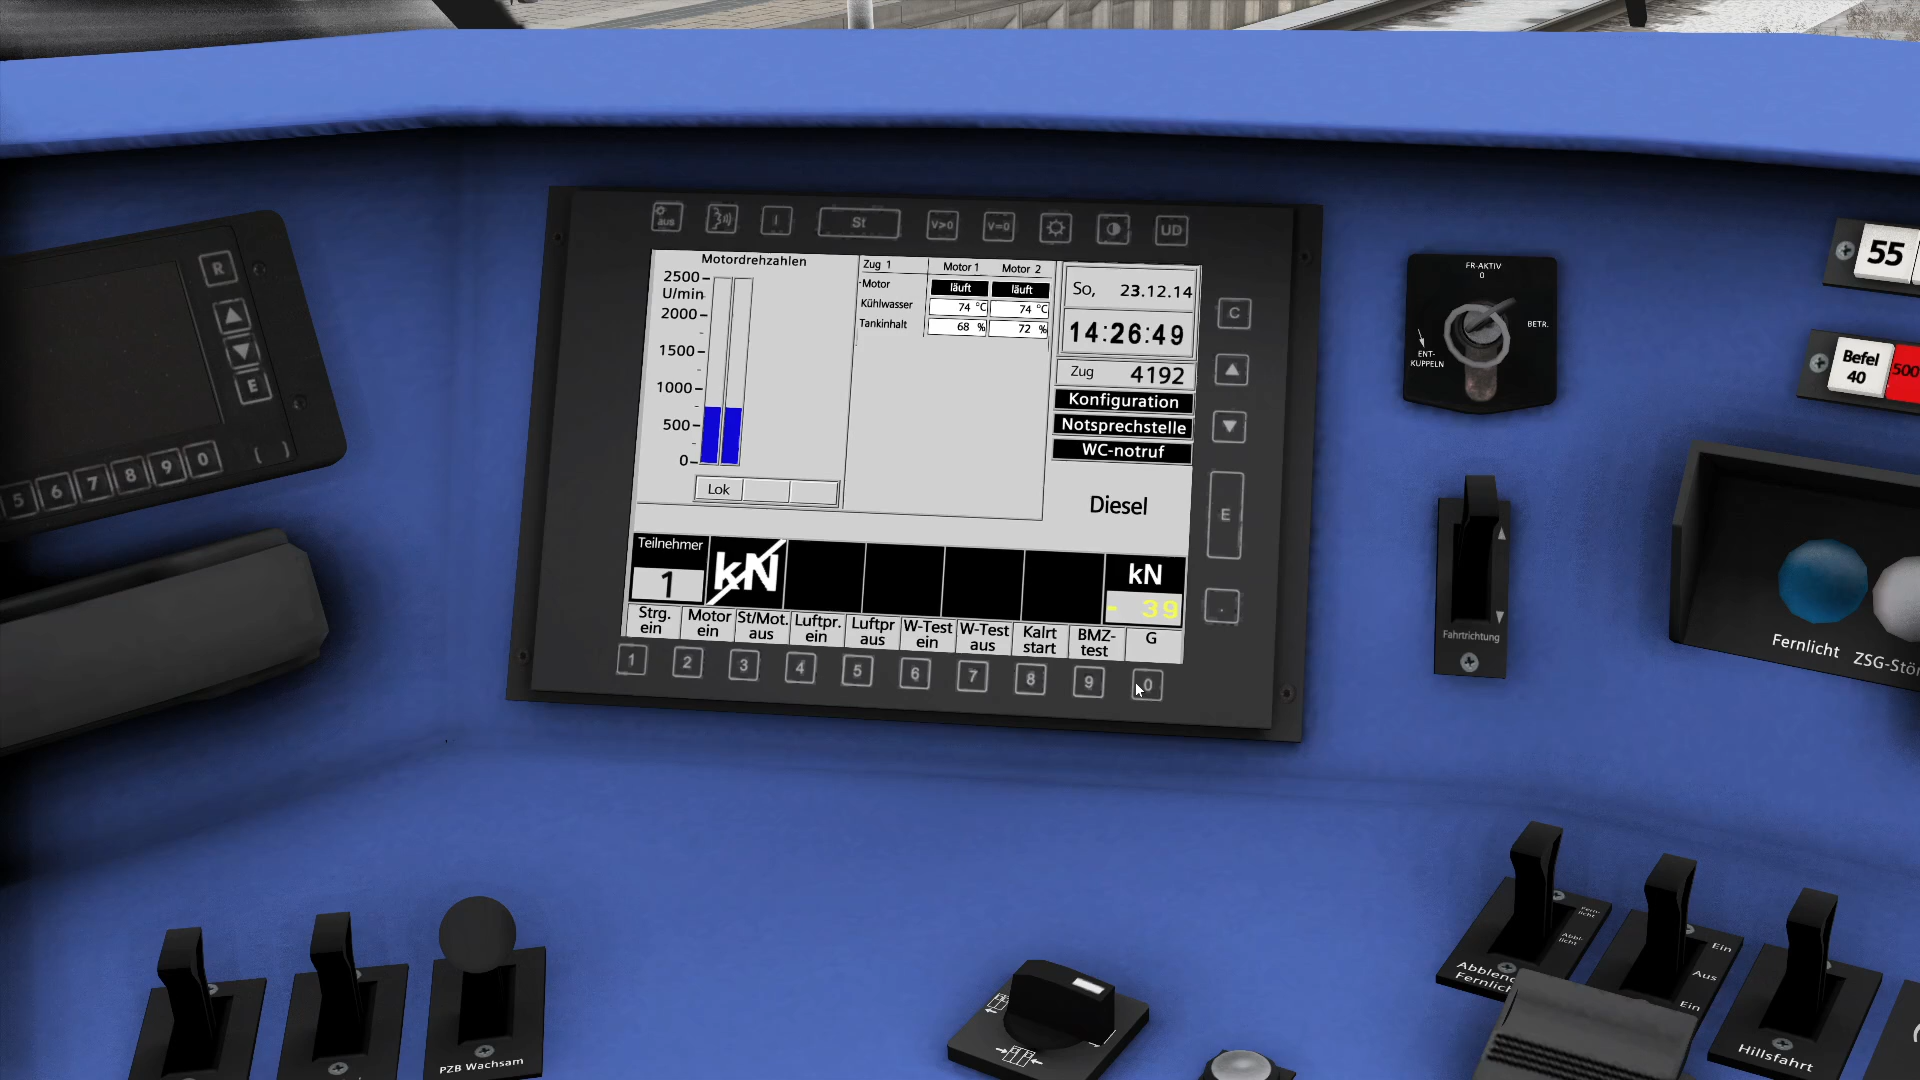 aus
I
St
V>0
V=0
UD
Motordrehzahlen
2500
U/min
2000
1500
1000
500
0
Lok
Zug 1 Motor 1 Motor 2
Motor läuft läuft
Kühlwasser 74 °C 74 °C
Tankinhalt 68 % 72 %
So, 23.12.14
14:26:49
Zug 4192
Konfiguration
Notsprechstelle
WC-notruf
Diesel
Teilnehmer
1
kN
kN
- 39
Strg. ein
Motor ein
St/Mot. aus
Luftpr. ein
Luftpr aus
W-Test ein
W-Test aus
Kalrt start
BMZ- test
G
1 2 3 4 5 6 7 8 9 0
C
E
.
R
E
5 6 7 8 9 0
FR-AKTIV
0
BETR.
ENT-
KUPPELN
Fahrtrichtung
55
Befel
40
500
Fernlicht
ZSG-Stö
PZB Wachsam
Abblen
Fernlich
Ein
Aus
Ein
Hillsfahrt